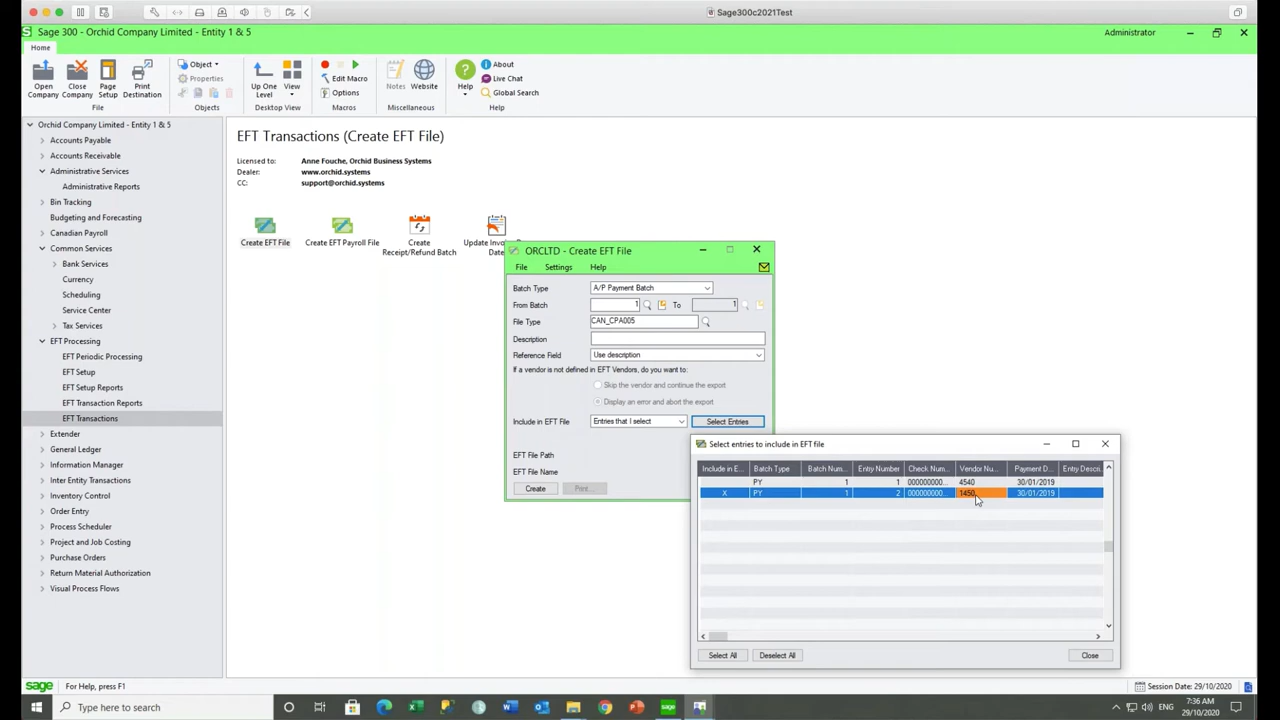 Sage300c2021Test
Sage 300 - Orchid Company Limited - Entity 1 & 5
Administrator
Home
Open Company
Close Company
Page Setup
Print Destination
File
Object
Properties
Objects
Up One Level
View
Desktop View
Edit Macro
Options
Macros
Notes
Website
Miscellaneous
Help
About
Live Chat
Global Search
Help
Orchid Company Limited - Entity 1 & 5
Accounts Payable
Accounts Receivable
Administrative Services
Administrative Reports
Bin Tracking
Budgeting and Forecasting
Canadian Payroll
Common Services
Bank Services
Currency
Scheduling
Service Center
Tax Services
EFT Processing
EFT Periodic Processing
EFT Setup
EFT Setup Reports
EFT Transaction Reports
EFT Transactions
Extender
General Ledger
Information Manager
Inter Entity Transactions
Inventory Control
Order Entry
Process Scheduler
Project and Job Costing
Purchase Orders
Return Material Authorization
Visual Process Flows
EFT Transactions (Create EFT File)
Licensed to: Anne Fouche, Orchid Business Systems
Dealer: www.orchid.systems
CC: support@orchid.systems
Create EFT File
Create EFT Payroll File
Create Receipt/Refund Batch
Update Invo
Date
ORCLTD - Create EFT File
File Settings Help
Batch Type A/P Payment Batch
From Batch 1 To 1
File Type CAN_CPA005
Description
Reference Field Use description
If a vendor is not defined in EFT Vendors, do you want to:
Skip the vendor and continue the export
Display an error and abort the export
Include in EFT File Entries that I select Select Entries
EFT File Path
EFT File Name
Create Print...
Select entries to include in EFT file
Include in E... Batch Type Batch Num... Entry Number Check Num... Vendor Nu... Payment D... Entry Descri...
PY 1 1 000000000... 4540 30/01/2019
X PY 1 2 000000000... 1450 30/01/2019
Select All Deselect All Close
sage For Help, press F1
Session Date: 29/10/2020
Type here to search
ENG
7:36 AM
29/10/2020